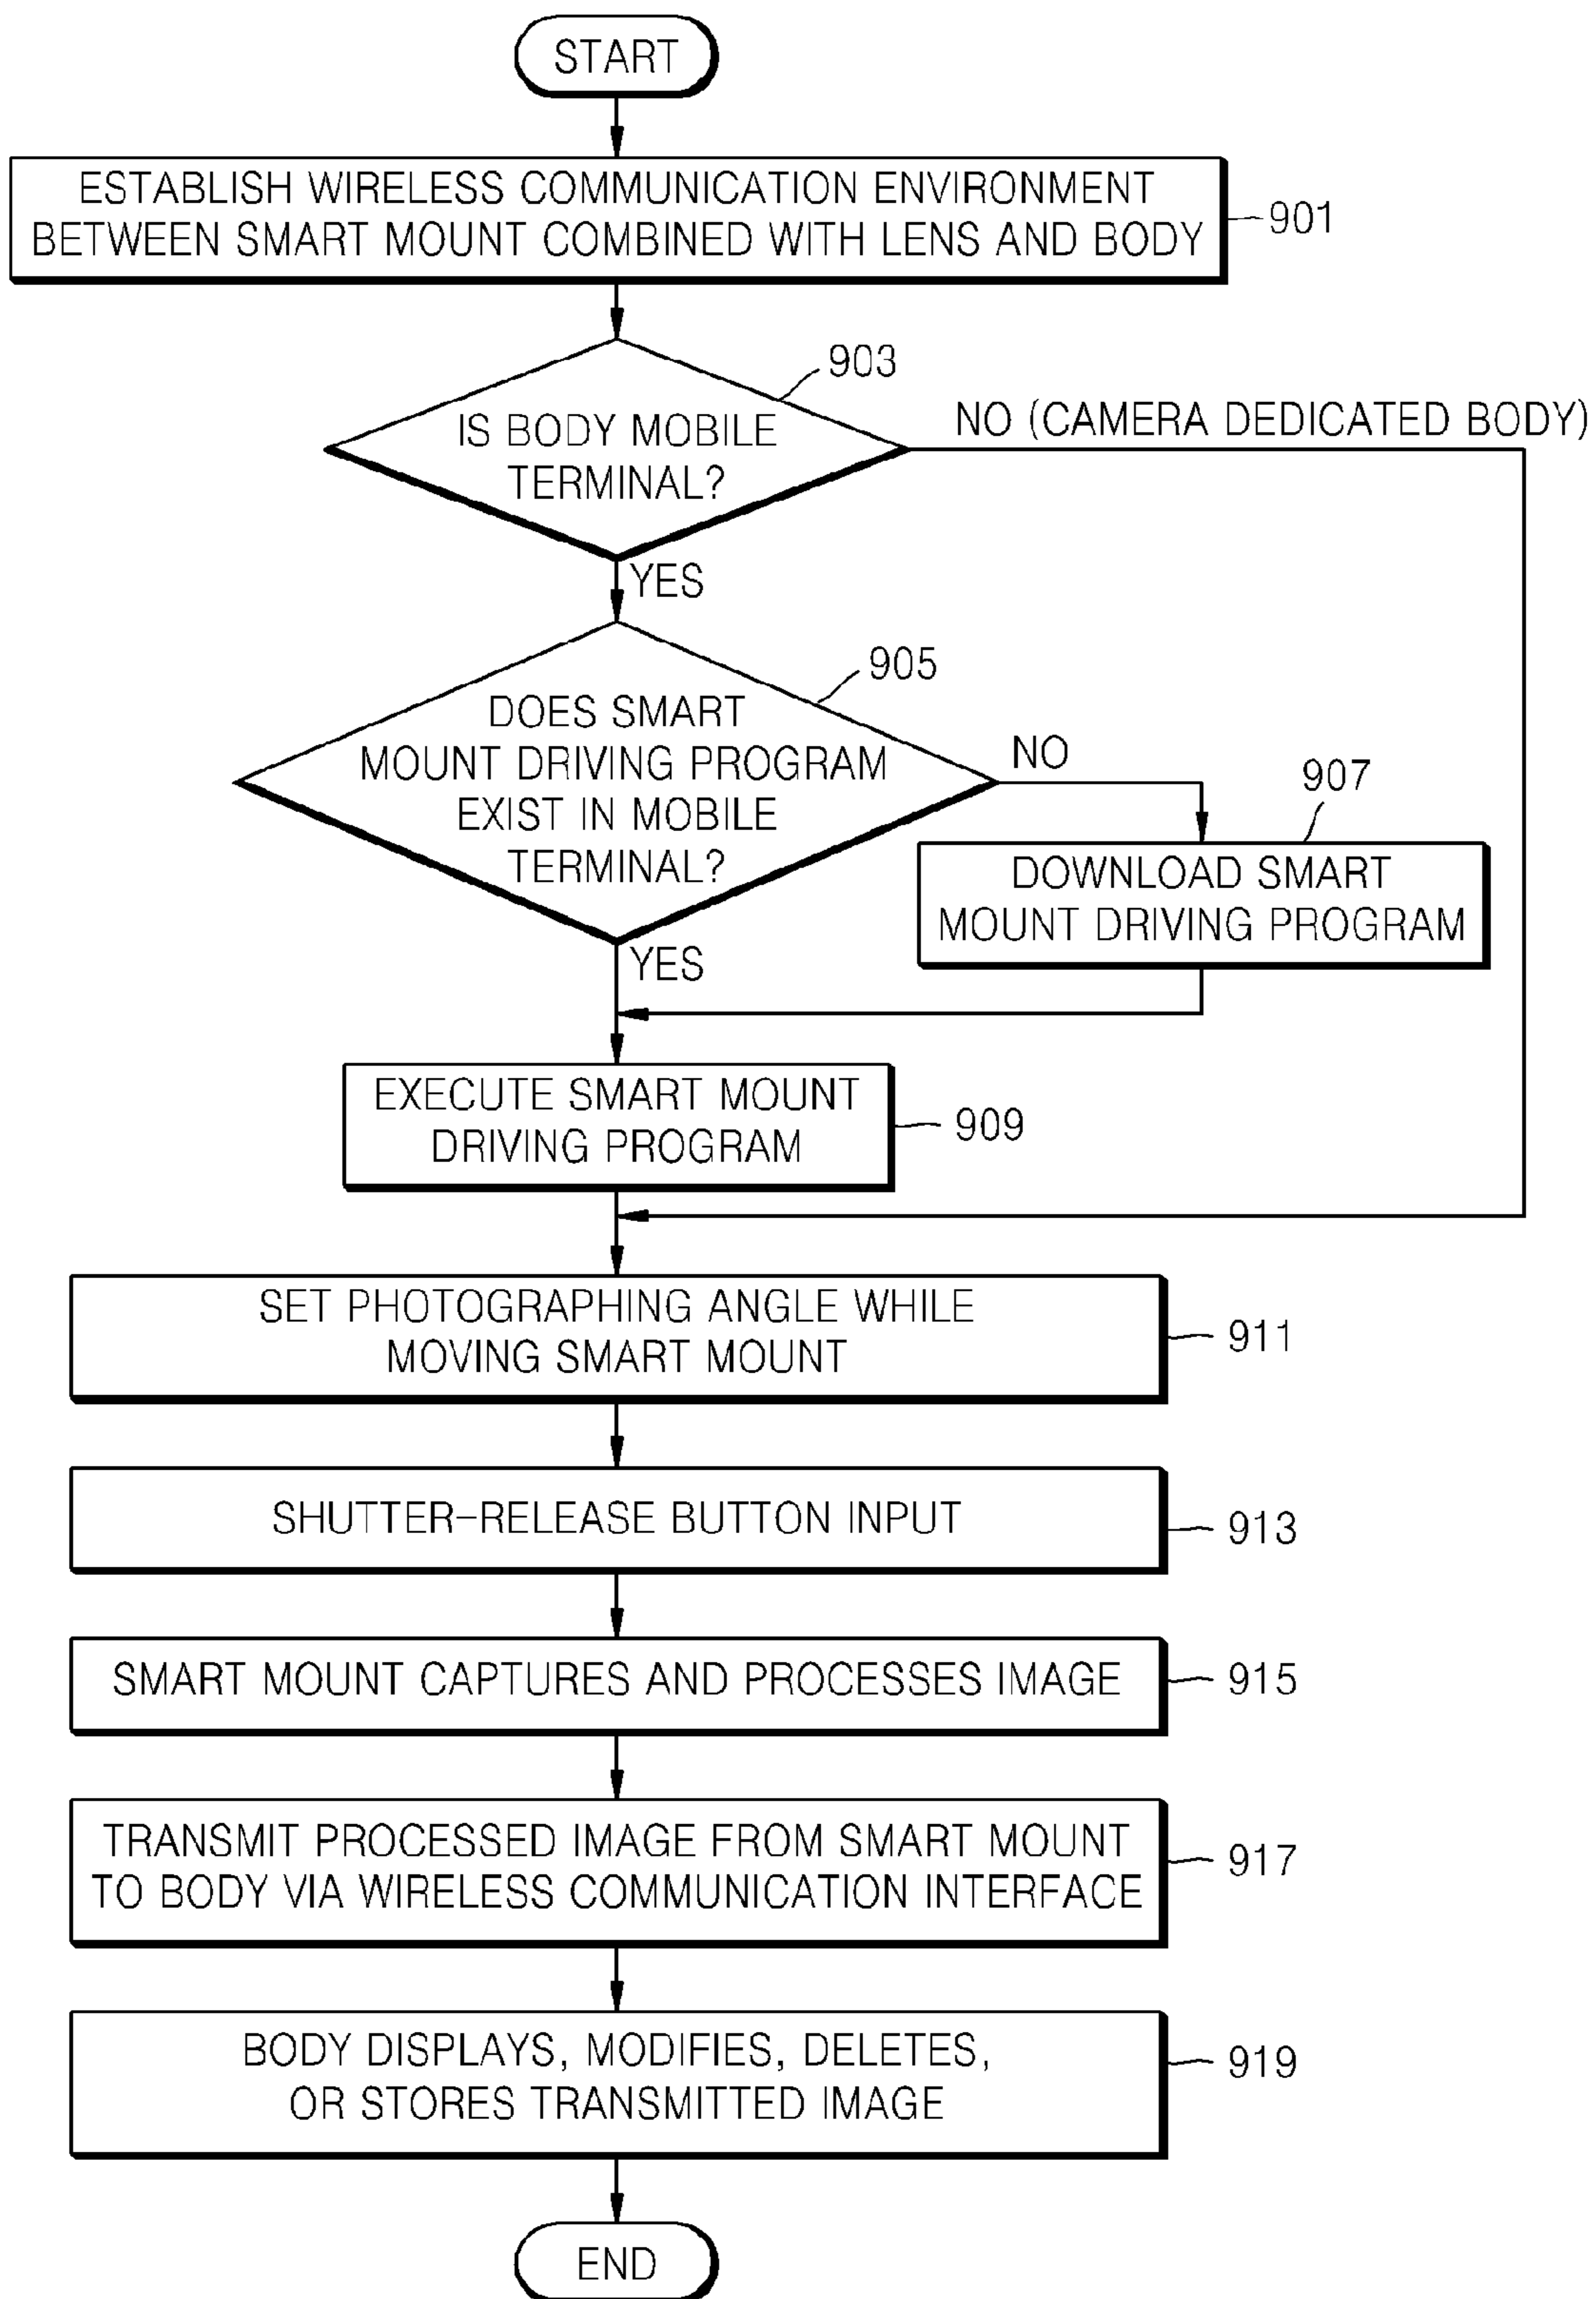 START
ESTABLISH WIRELESS COMMUNICATION ENVIRONMENT
BETWEEN SMART MOUNT COMBINED WITH LENS AND BODY
901
903
IS BODY MOBILE
TERMINAL?
NO (CAMERA DEDICATED BODY)
YES
905
DOES SMART
MOUNT DRIVING PROGRAM
EXIST IN MOBILE
TERMINAL?
NO
907
DOWNLOAD SMART
MOUNT DRIVING PROGRAM
YES
EXECUTE SMART MOUNT
DRIVING PROGRAM
909
SET PHOTOGRAPHING ANGLE WHILE
MOVING SMART MOUNT
911
SHUTTER-RELEASE BUTTON INPUT
913
SMART MOUNT CAPTURES AND PROCESSES IMAGE
915
TRANSMIT PROCESSED IMAGE FROM SMART MOUNT
TO BODY VIA WIRELESS COMMUNICATION INTERFACE
917
BODY DISPLAYS, MODIFIES, DELETES,
OR STORES TRANSMITTED IMAGE
919
END